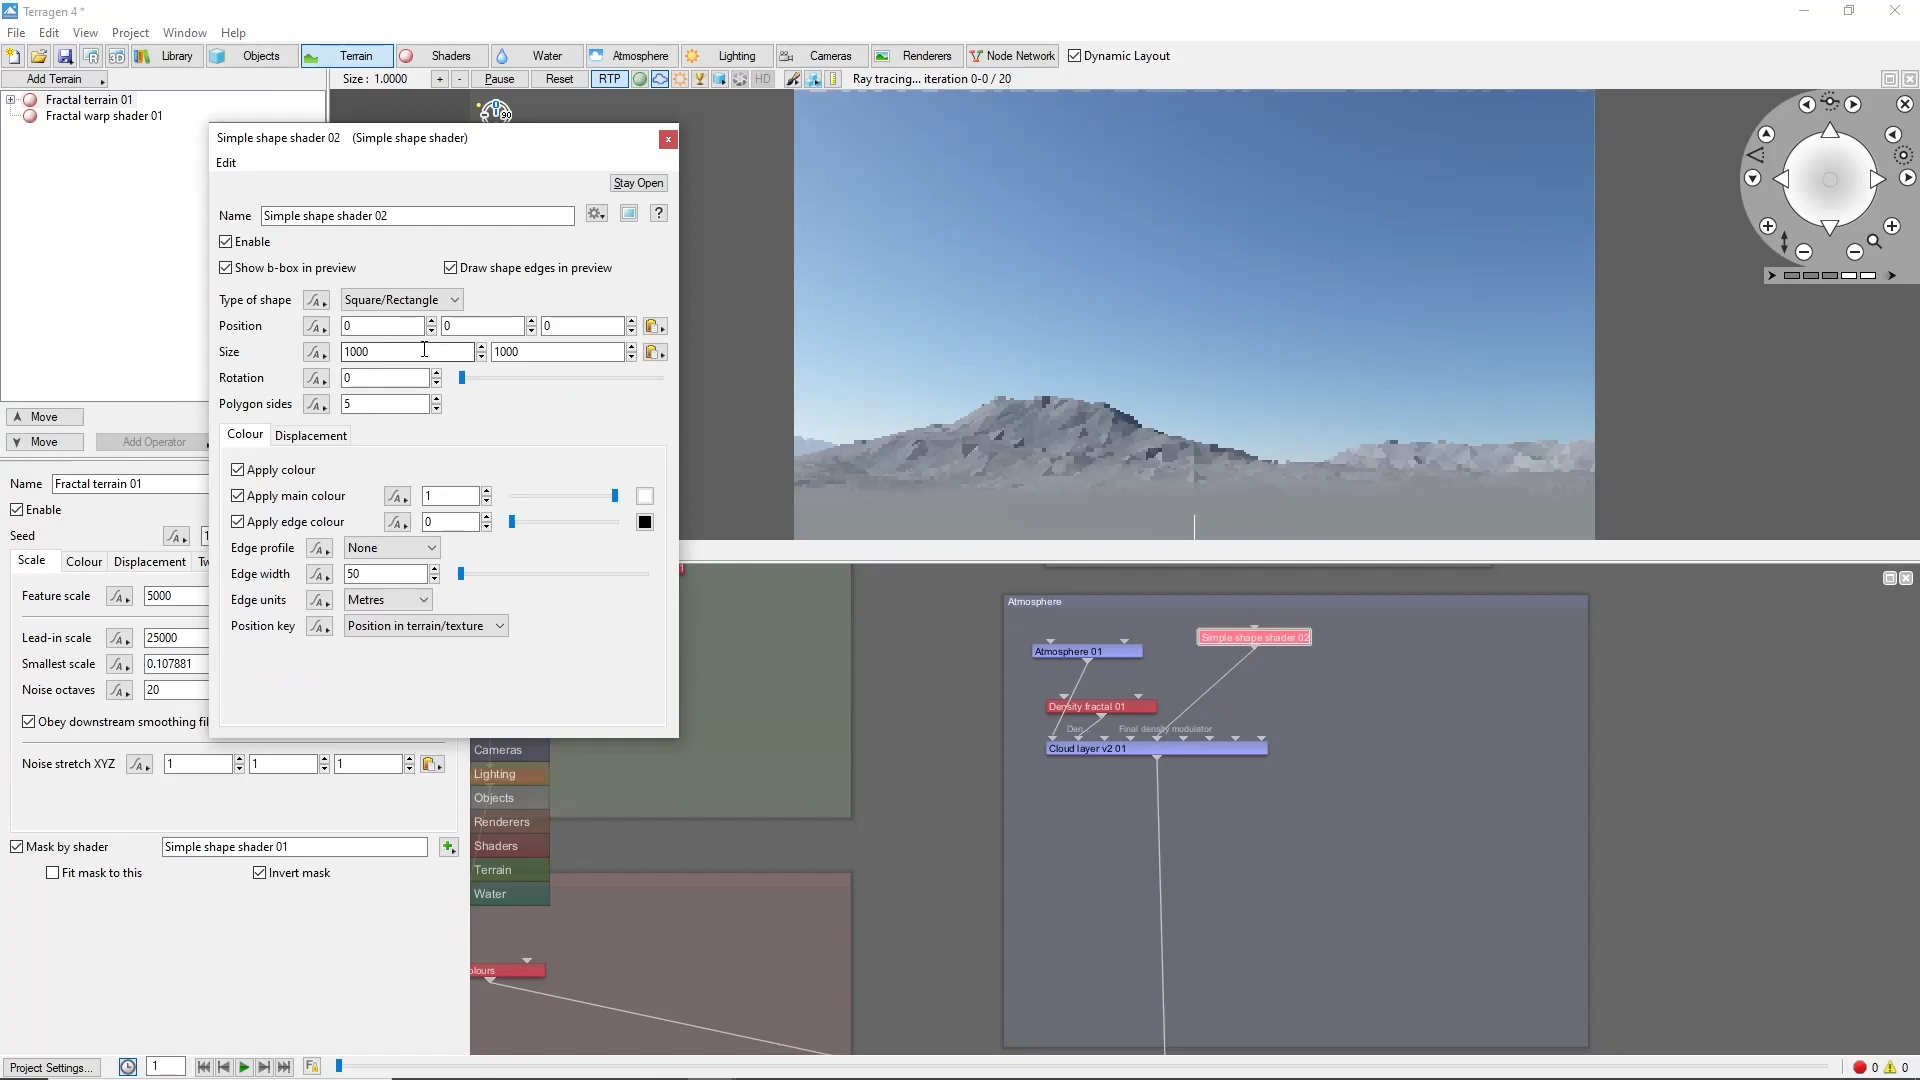 Terragen 4 *
File Edit View Project Window Help
Library Objects Terrain Shaders Water Atmosphere Lighting Cameras Renderers Node Network Dynamic Layout
Add Terrain Size : 1.0000 + - Pause Reset RTP HD Ray tracing... iteration 0-0 / 20
Fractal terrain 01
Fractal warp shader 01
Move
Move Add Operator
Name Fractal terrain 01
Enable
Seed
Scale Colour Displacement
Feature scale 5000
Lead-in scale 25000
Smallest scale 0.107881
Noise octaves 20
Obey downstream smoothing
Noise stretch XYZ 1 1 1
Mask by shader Simple shape shader 01
Fit mask to this Invert mask
Simple shape shader 02 (Simple shape shader) x
Edit
Stay Open
Name Simple shape shader 02 ?
Enable
Show b-box in preview Draw shape edges in preview
Type of shape Square/Rectangle
Position 0 0 0
Size 1000 1000
Rotation 0
Polygon sides 5
Colour Displacement
Apply colour
Apply main colour 1
Apply edge colour 0
Edge profile None
Edge width 50
Edge units Metres
Position key Position in terrain/texture
Cameras
Lighting
Objects
Renderers
Shaders
Terrain
Water
Atmosphere
Simple shape shader 02
Atmosphere 01
Density fractal 01
Den... Final density modulator
Cloud layer v2 01
Project Settings... 1 0 0